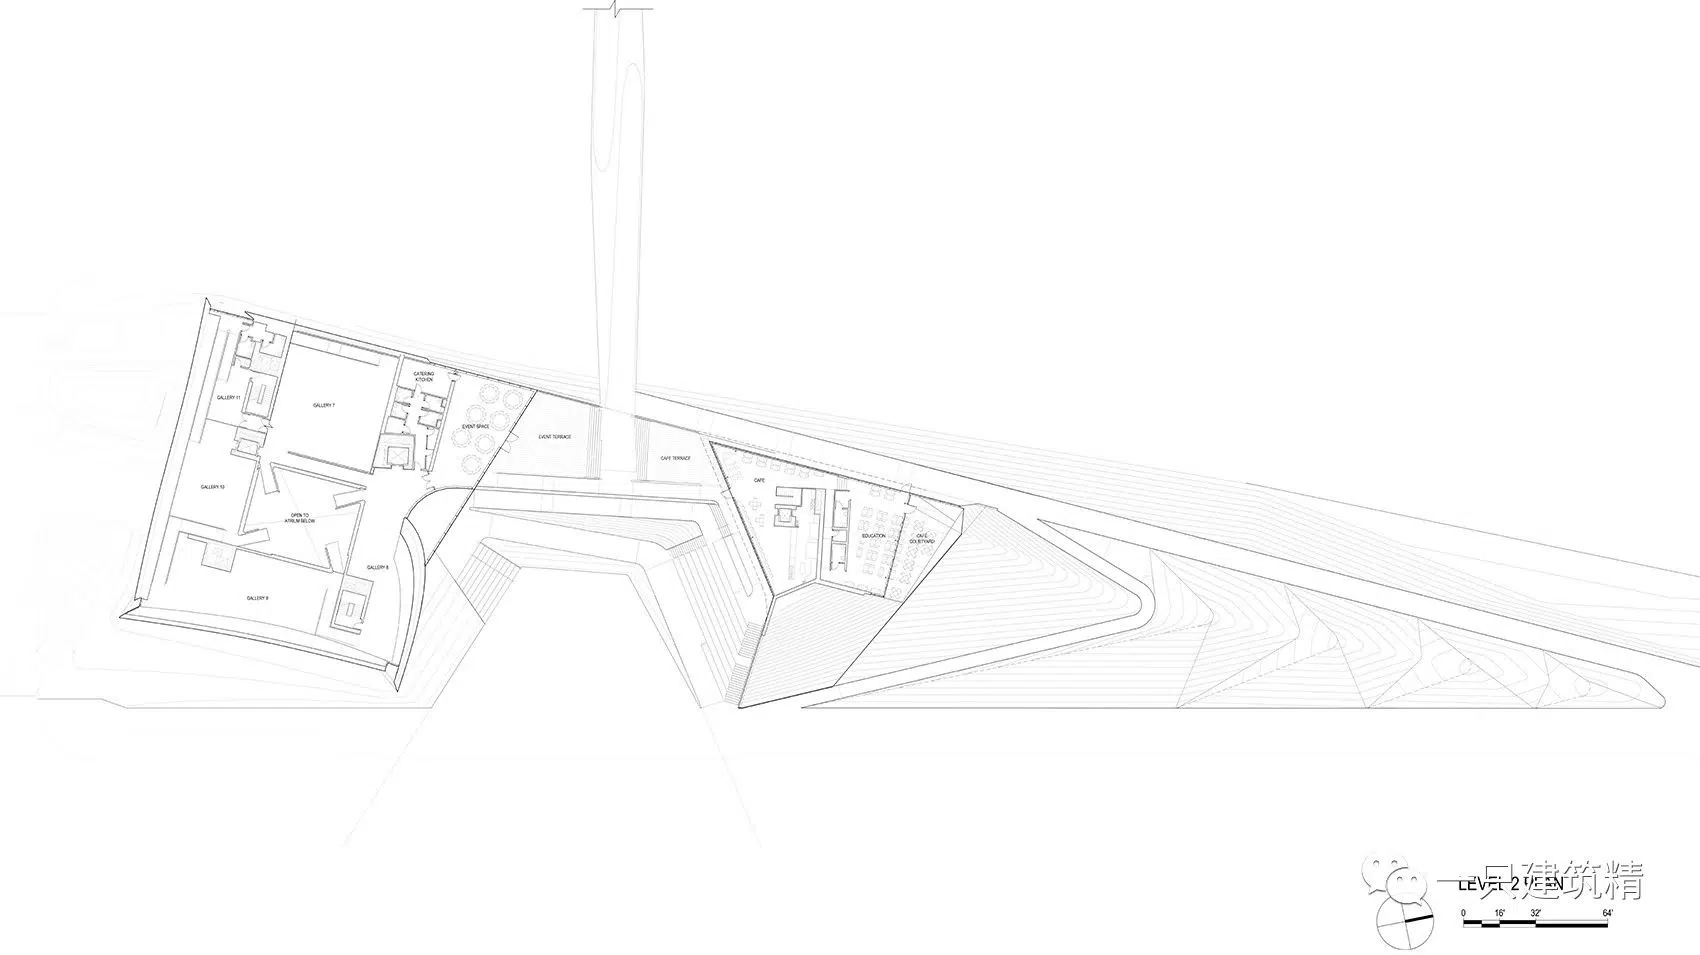 CATERING
KITCHEN
GALLERY 11
GALLERY 7
EVENT SPACE
EVENT TERRACE
CAFE TERRACE
CAFE
GALLERY 10
OPEN TO
ATRIUM BELOW
EDUCATION
CAFE
COURTYARD
GALLERY 8
GALLERY 9
一只建筑精
LEVEL 2 PLAN
0 16' 32' 64'